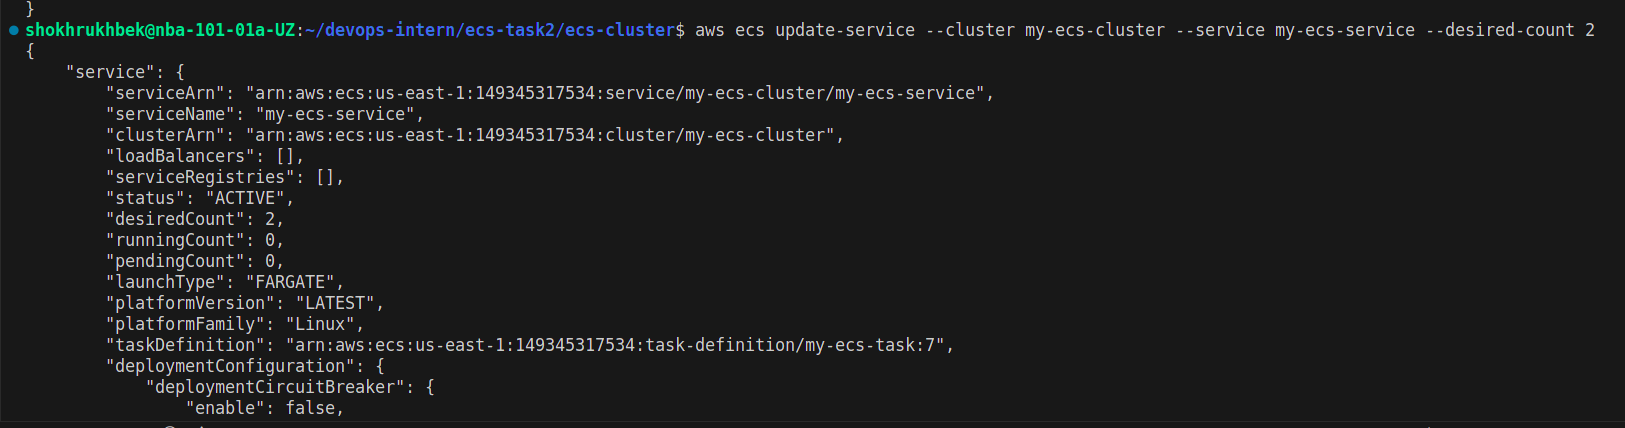 }
shokhrukhbek@nba-101-01a-UZ:~/devops-intern/ecs-task2/ecs-cluster$ aws ecs update-service --cluster my-ecs-cluster --service my-ecs-service --desired-count 2
{
    "service": {
        "serviceArn": "arn:aws:ecs:us-east-1:149345317534:service/my-ecs-cluster/my-ecs-service",
        "serviceName": "my-ecs-service",
        "clusterArn": "arn:aws:ecs:us-east-1:149345317534:cluster/my-ecs-cluster",
        "loadBalancers": [],
        "serviceRegistries": [],
        "status": "ACTIVE",
        "desiredCount": 2,
        "runningCount": 0,
        "pendingCount": 0,
        "launchType": "FARGATE",
        "platformVersion": "LATEST",
        "platformFamily": "Linux",
        "taskDefinition": "arn:aws:ecs:us-east-1:149345317534:task-definition/my-ecs-task:7",
        "deploymentConfiguration": {
            "deploymentCircuitBreaker": {
                "enable": false,